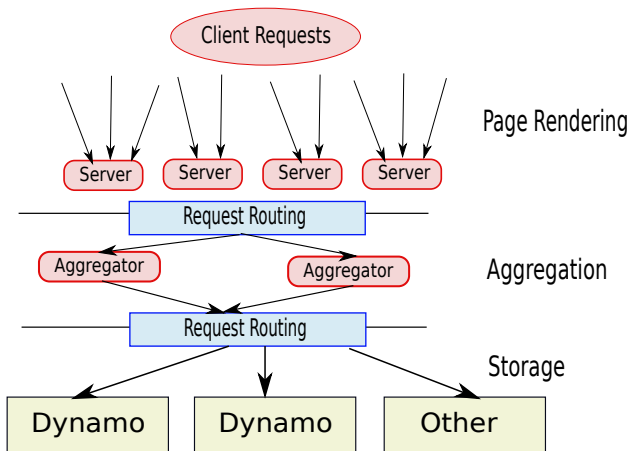 Client Requests
Page Rendering
Server
Server
Server
Server
Request Routing
Aggregator
Aggregator
Aggregation
Request Routing
Storage
Dynamo
Dynamo
Other